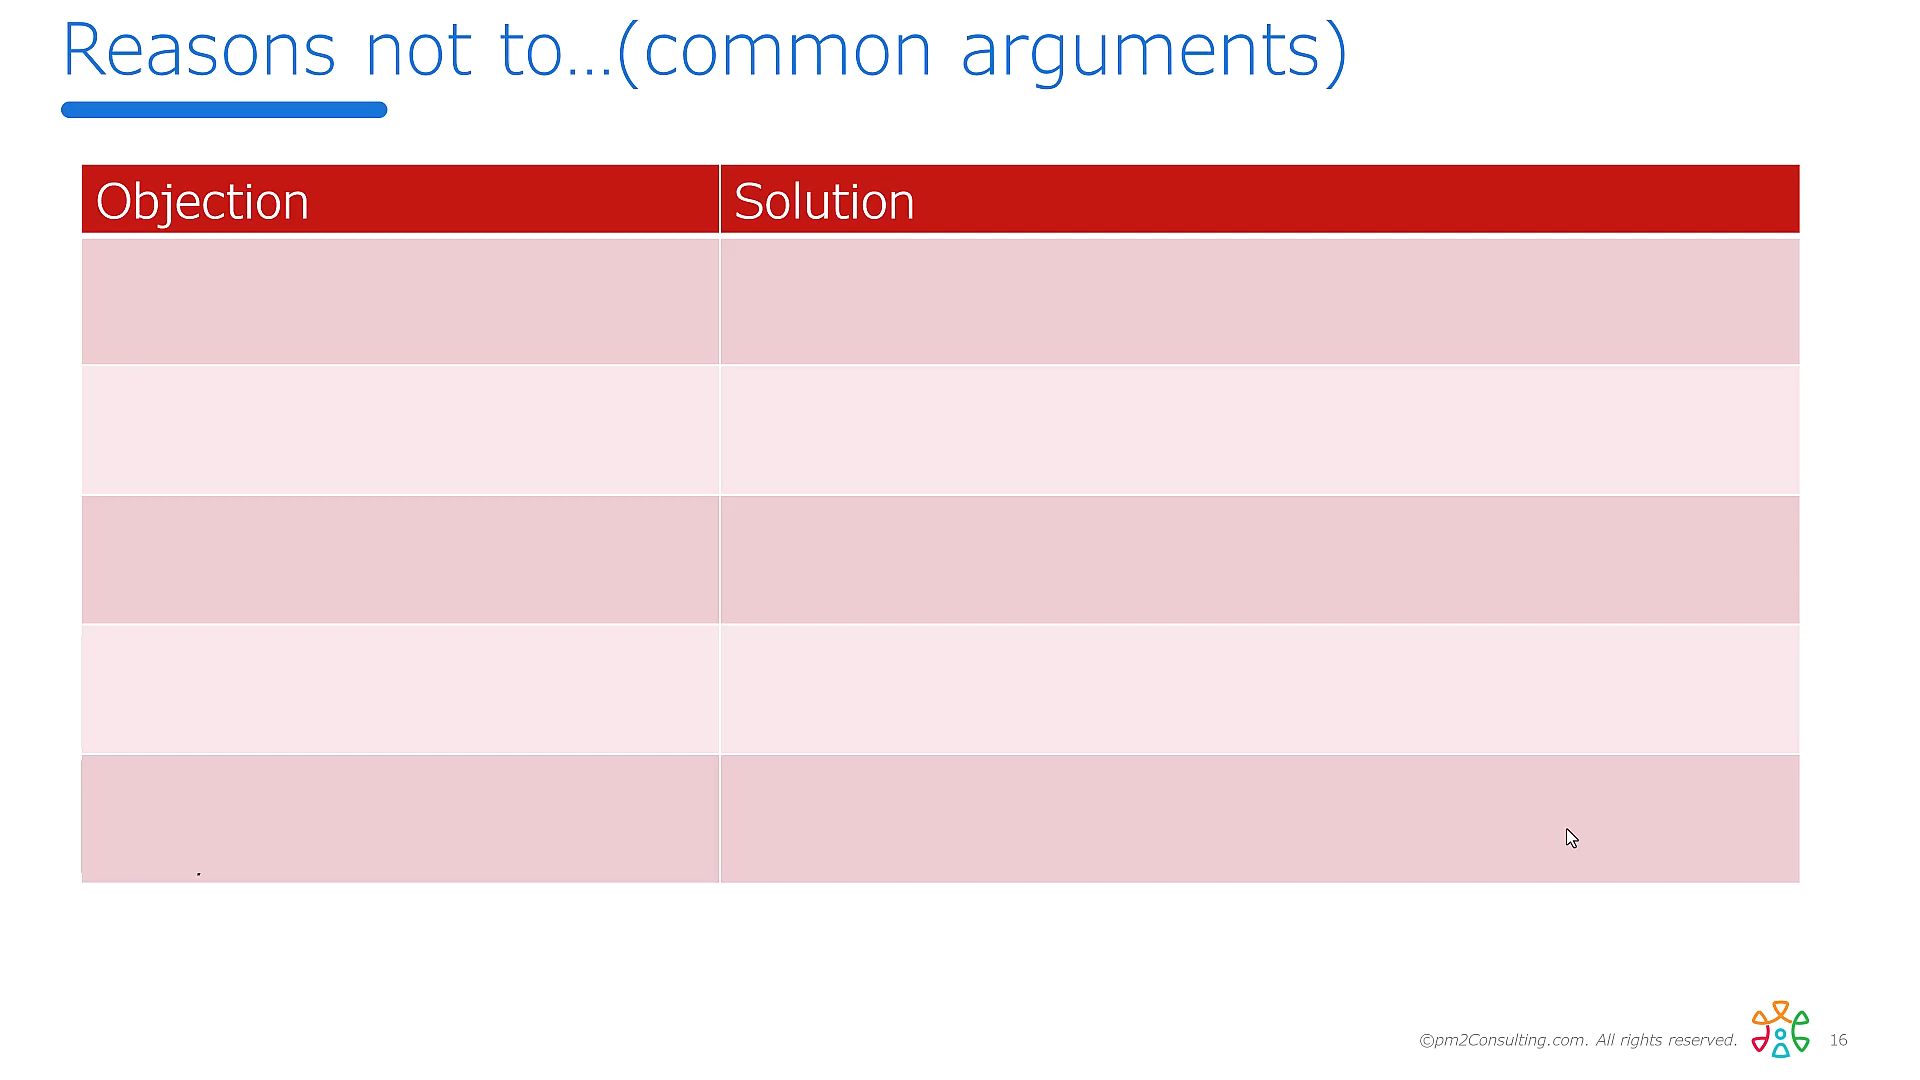 Reasons not to…(common arguments)
Objection
Solution
©pm2Consulting.com. All rights reserved.
16